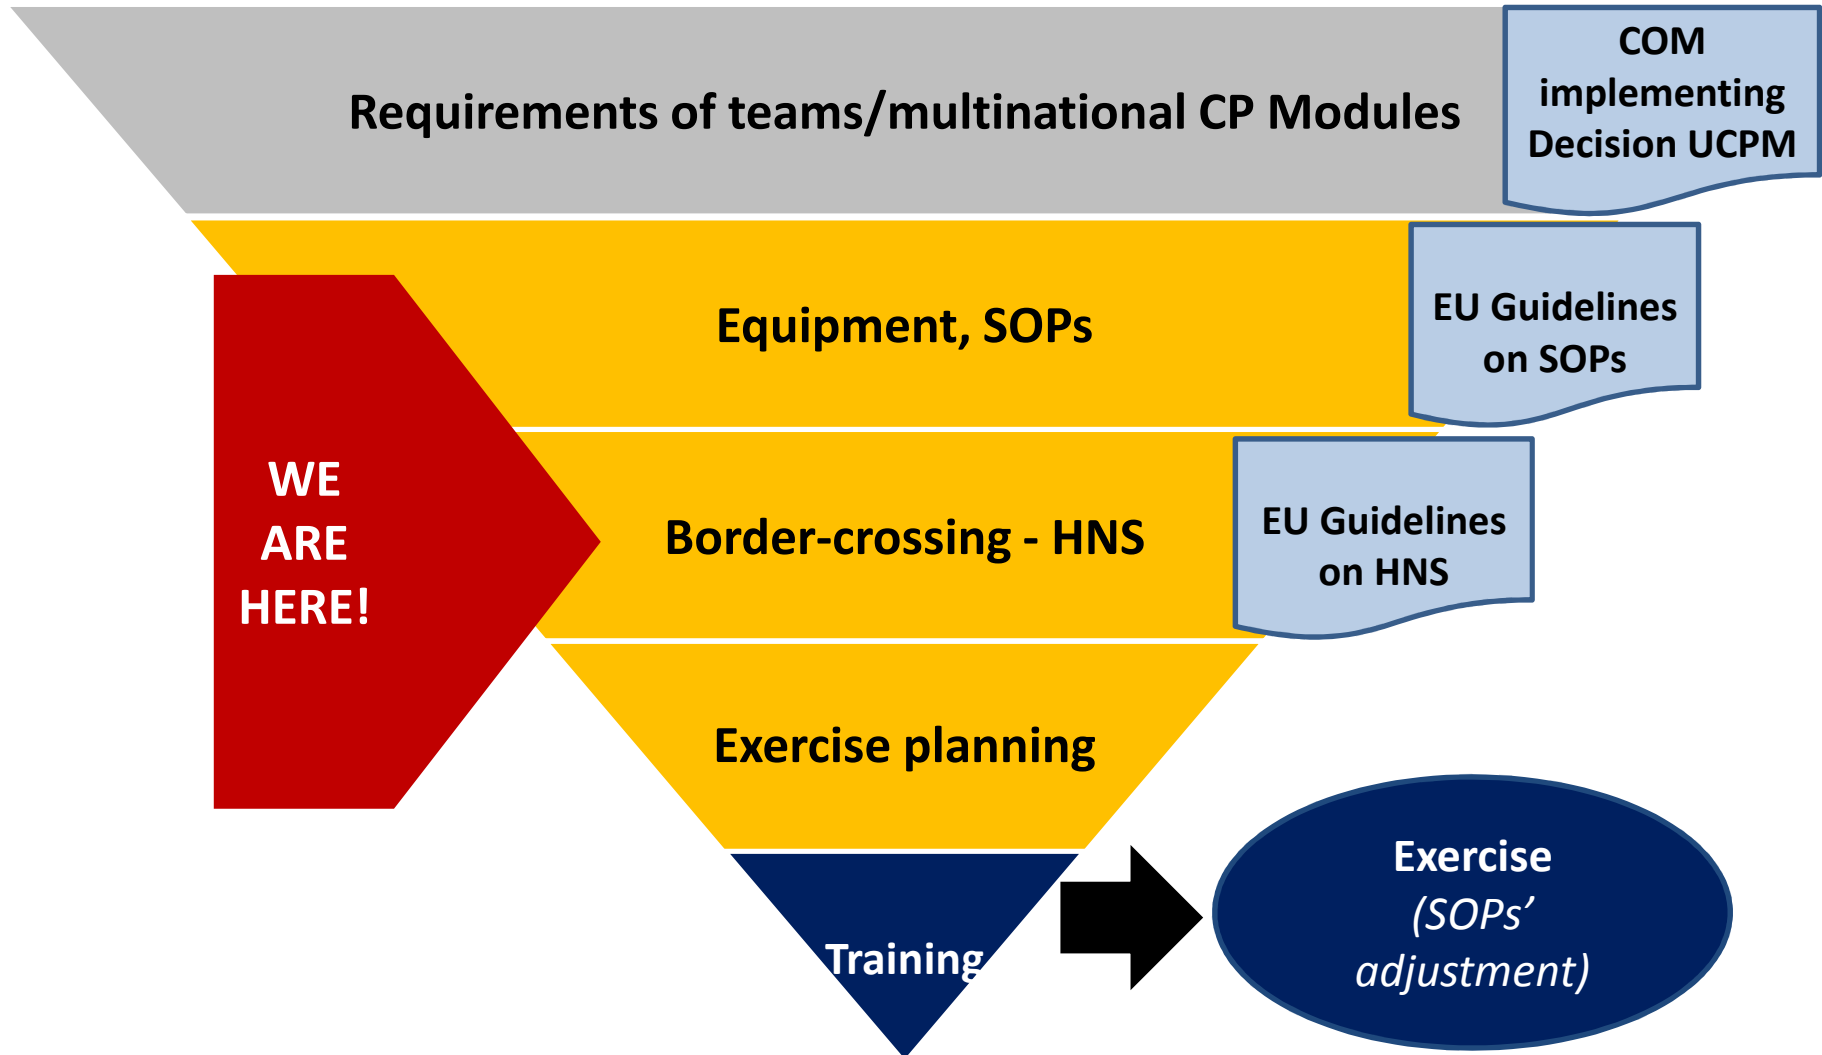 Requirements of teams/multinational CP Modules
COM
implementing
Decision UCPM
Equipment, SOPs
EU Guidelines
on SOPs
WE
ARE
HERE!
Border-crossing - HNS
EU Guidelines
on HNS
Exercise planning
Training
Exercise
(SOPs’
adjustment)